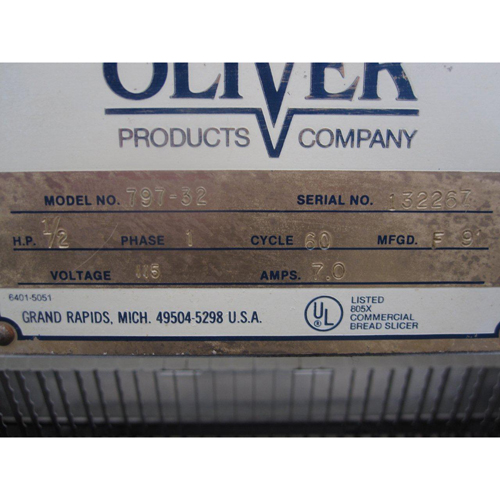 OLIVER
PRODUCTS COMPANY
MODEL NO. 797-32 SERIAL NO. 132267
H.P. 1/2 PHASE 1 CYCLE 60 MFGD. F 9
VOLTAGE 115 AMPS. 7.0
6401-5051
GRAND RAPIDS, MICH. 49504-5298 U.S.A.
UL LISTED
805X
COMMERCIAL
BREAD SLICER